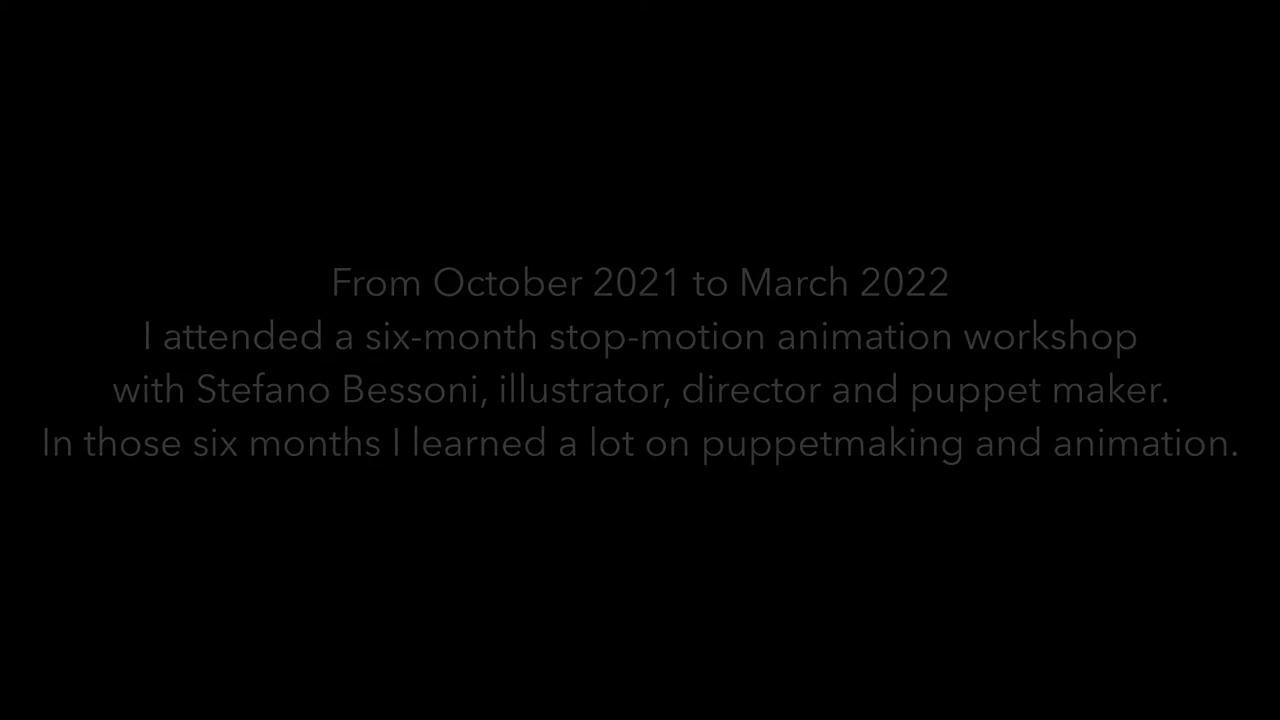 From October 2021 to March 2022
I attended a six-month stop-motion animation workshop
with Stefano Bessoni, illustrator, director and puppet maker.
In those six months I learned a lot on puppetmaking and animation.